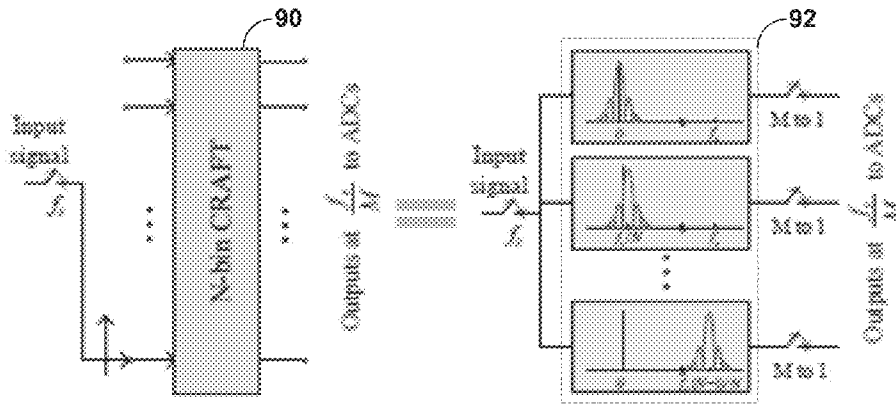 90
92
Input
signal
fₛ
N-bin CRAFT
Outputs at fₛ/M to ADCs
Input
signal
fₛ
M to 1
M to 1
M to 1
Outputs at fₛ/M to ADCs